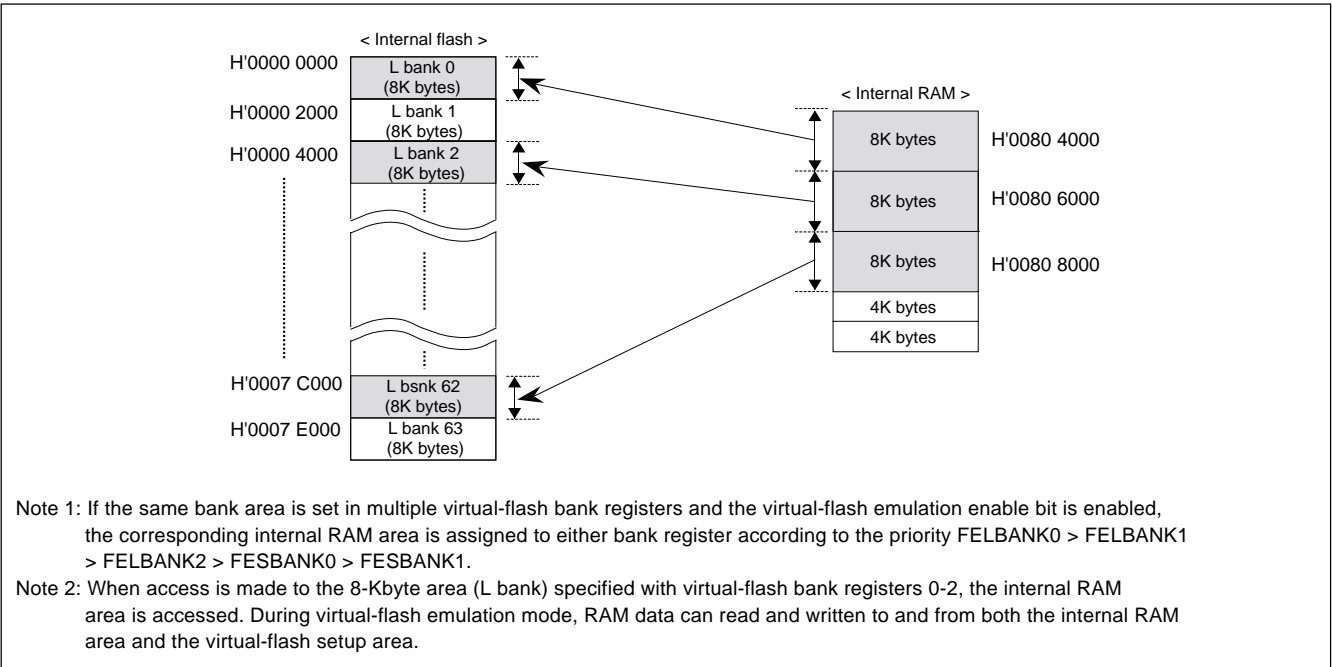 < Internal flash >
H'0000 0000
L bank 0
(8K bytes)
H'0000 2000
L bank 1
(8K bytes)
H'0000 4000
L bank 2
(8K bytes)
H'0007 C000
L bsnk 62
(8K bytes)
H'0007 E000
L bank 63
(8K bytes)
< Internal RAM >
8K bytes
H'0080 4000
8K bytes
H'0080 6000
8K bytes
H'0080 8000
4K bytes
4K bytes
Note 1: If the same bank area is set in multiple virtual-flash bank registers and the virtual-flash emulation enable bit is enabled,
the corresponding internal RAM area is assigned to either bank register according to the priority FELBANK0 > FELBANK1
> FELBANK2 > FESBANK0 > FESBANK1.
Note 2: When access is made to the 8-Kbyte area (L bank) specified with virtual-flash bank registers 0-2, the internal RAM
area is accessed. During virtual-flash emulation mode, RAM data can read and written to and from both the internal RAM
area and the virtual-flash setup area.